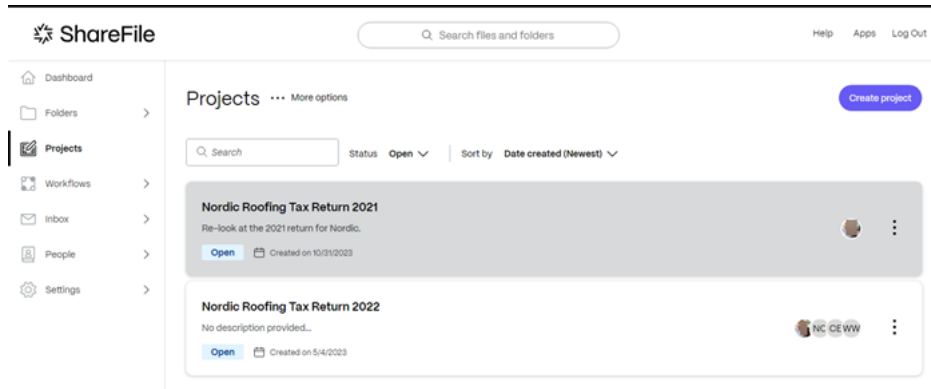 ShareFile
Search files and folders
Help Apps Log Out
Dashboard
Folders
Projects
Workflows
Inbox
People
Settings
Projects ••• More options
Create project
Search
Status Open
Sort by Date created (Newest)
Nordic Roofing Tax Return 2021
Re-look at the 2021 return for Nordic.
Open Created on 10/31/2023
Nordic Roofing Tax Return 2022
No description provided...
NC OE WW
Open Created on 5/4/2023